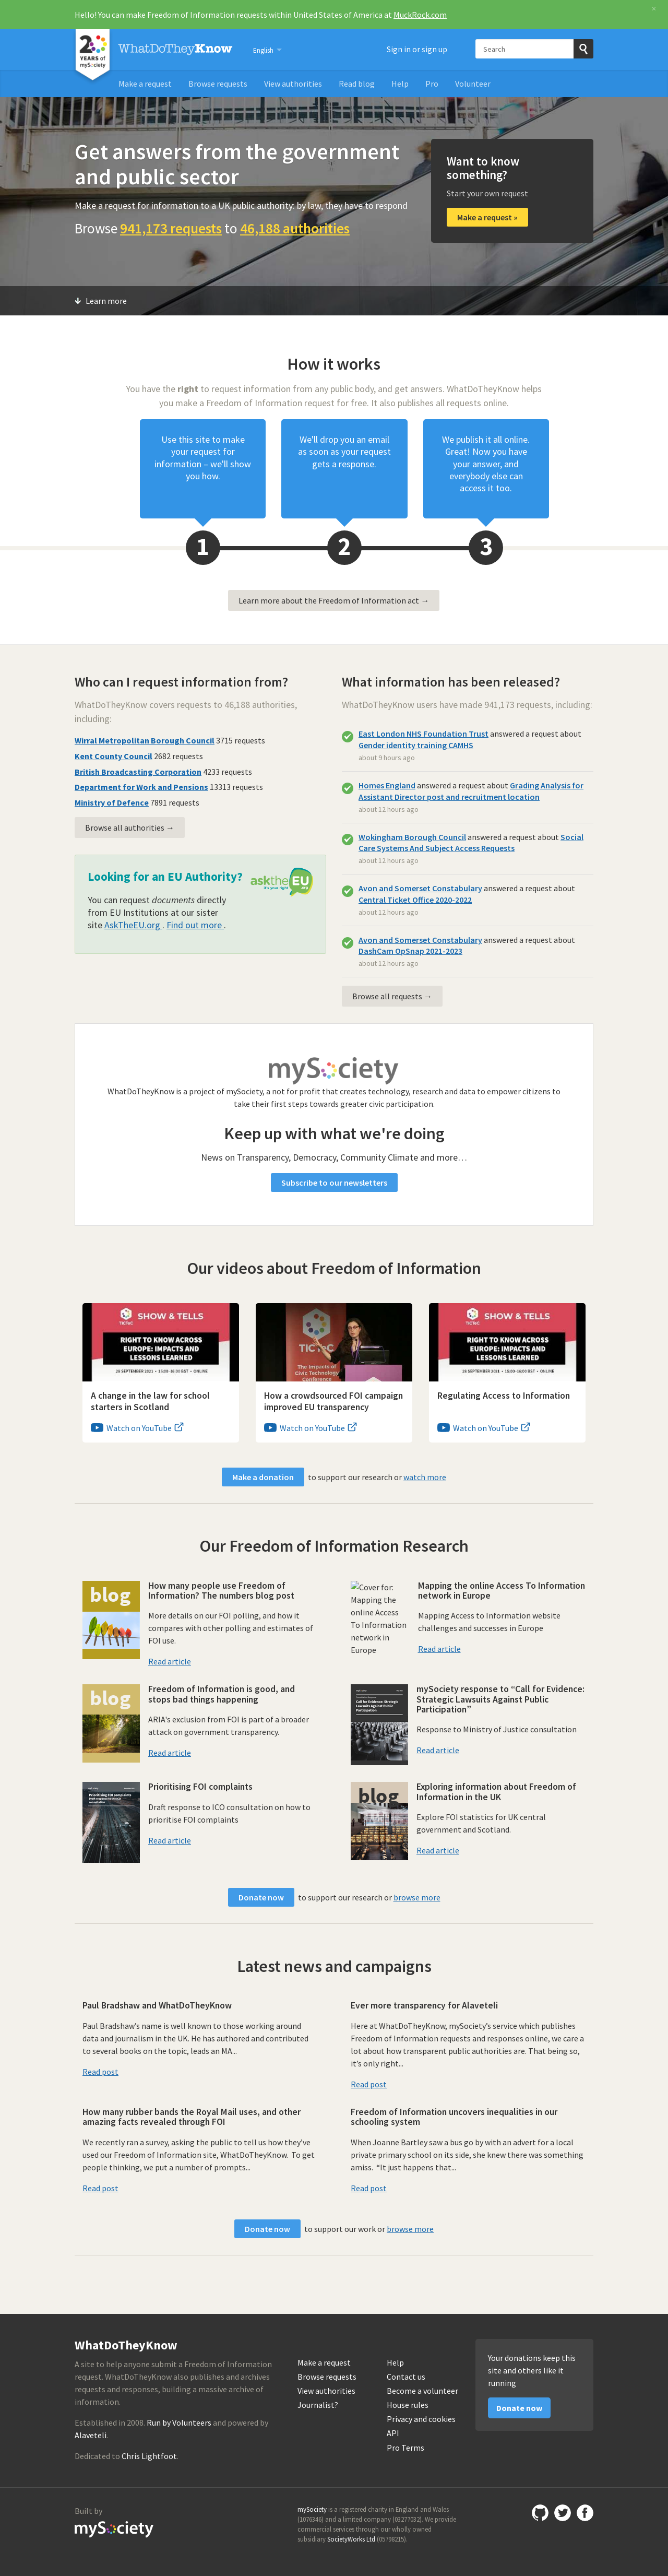 Hello! You can make Freedom of Information requests within United States of America at MuckRock.com
×
20
YEARS of
mySociety
WhatDoTheyKnow
English
Sign in or sign up
Search
Make a request
Browse requests
View authorities
Read blog
Help
Pro
Volunteer
Get answers from the government
and public sector
Make a request for information to a UK public authority: by law, they have to respond
Browse 941,173 requests to 46,188 authorities
Want to know
something?
Start your own request
Make a request »
Learn more
How it works
You have the right to request information from any public body, and get answers. WhatDoTheyKnow helps
you make a Freedom of Information request for free. It also publishes all requests online.
Use this site to make
your request for
information – we'll show
you how.
We'll drop you an email
as soon as your request
gets a response.
We publish it all online.
Great! Now you have
your answer, and
everybody else can
access it too.
1
2
3
Learn more about the Freedom of Information act →
Who can I request information from?
WhatDoTheyKnow covers requests to 46,188 authorities,
including:
Wirral Metropolitan Borough Council 3715 requests
Kent County Council 2682 requests
British Broadcasting Corporation 4233 requests
Department for Work and Pensions 13313 requests
Ministry of Defence 7891 requests
Browse all authorities →
Looking for an EU Authority?
asktheEU
it's your right
You can request documents directly
from EU Institutions at our sister
site AskTheEU.org . Find out more .
What information has been released?
WhatDoTheyKnow users have made 941,173 requests, including:
East London NHS Foundation Trust answered a request about
Gender identity training CAMHS
about 9 hours ago
Homes England answered a request about Grading Analysis for
Assistant Director post and recruitment location
about 12 hours ago
Wokingham Borough Council answered a request about Social
Care Systems And Subject Access Requests
about 12 hours ago
Avon and Somerset Constabulary answered a request about
Central Ticket Office 2020-2022
about 12 hours ago
Avon and Somerset Constabulary answered a request about
DashCam OpSnap 2021-2023
about 12 hours ago
Browse all requests →
mySociety
WhatDoTheyKnow is a project of mySociety, a not for profit that creates technology, research and data to empower citizens to
take their first steps towards greater civic participation.
Keep up with what we're doing
News on Transparency, Democracy, Community Climate and more…
Subscribe to our newsletters
Our videos about Freedom of Information
TICTeC SHOW & TELLS
RIGHT TO KNOW ACROSS
EUROPE: IMPACTS AND
LESSONS LEARNED
28 SEPTEMBER 2021 • 15:00-16:00 BST • ONLINE
A change in the law for school
starters in Scotland
Watch on YouTube
TICTeC
The Impacts of
Civic Technology
Conference
How a crowdsourced FOI campaign
improved EU transparency
Watch on YouTube
TICTeC SHOW & TELLS
RIGHT TO KNOW ACROSS
EUROPE: IMPACTS AND
LESSONS LEARNED
28 SEPTEMBER 2021 • 15:00-16:00 BST • ONLINE
Regulating Access to Information
Watch on YouTube
Make a donation to support our research or watch more
Our Freedom of Information Research
blog
How many people use Freedom of
Information? The numbers blog post
More details on our FOI polling, and how it
compares with other polling and estimates of
FOI use.
Read article
Cover for:
Mapping the
online Access
To Information
network in
Europe
Mapping the online Access To Information
network in Europe
Mapping Access to Information website
challenges and successes in Europe
Read article
blog
Freedom of Information is good, and
stops bad things happening
ARIA's exclusion from FOI is part of a broader
attack on government transparency.
Read article
Call for Evidence: Strategic
Lawsuits Against Public
Participation
mySociety response to “Call for Evidence:
Strategic Lawsuits Against Public
Participation”
Response to Ministry of Justice consultation
Read article
Prioritising FOI complaints
Prioritising FOI complaints
Draft response to ICO consultation on how to
prioritise FOI complaints
Read article
blog
Exploring information about Freedom of
Information in the UK
Explore FOI statistics for UK central
government and Scotland.
Read article
Donate now to support our research or browse more
Latest news and campaigns
Paul Bradshaw and WhatDoTheyKnow
Paul Bradshaw’s name is well known to those working around
data and journalism in the UK. He has authored and contributed
to several books on the topic, leads an MA...
Read post
Ever more transparency for Alaveteli
Here at WhatDoTheyKnow, mySociety’s service which publishes
Freedom of Information requests and responses online, we care a
lot about how transparent public authorities are. That being so,
it’s only right...
Read post
How many rubber bands the Royal Mail uses, and other
amazing facts revealed through FOI
We recently ran a survey, asking the public to tell us how they’ve
used our Freedom of Information site, WhatDoTheyKnow.  To get
people thinking, we put a number of prompts...
Read post
Freedom of Information uncovers inequalities in our
schooling system
When Joanne Bartley saw a bus go by with an advert for a local
private primary school on its side, she knew there was something
amiss.  “It just happens that...
Read post
Donate now to support our work or browse more
WhatDoTheyKnow
A site to help anyone submit a Freedom of Information
request. WhatDoTheyKnow also publishes and archives
requests and responses, building a massive archive of
information.
Established in 2008. Run by Volunteers and powered by
Alaveteli.
Dedicated to Chris Lightfoot.
Make a request
Browse requests
View authorities
Journalist?
Help
Contact us
Become a volunteer
House rules
Privacy and cookies
API
Pro Terms
Your donations keep this
site and others like it
running
Donate now
Built by
mySociety
mySociety is a registered charity in England and Wales
(1076346) and a limited company (03277032). We provide
commercial services through our wholly owned
subsidiary SocietyWorks Ltd (05798215).